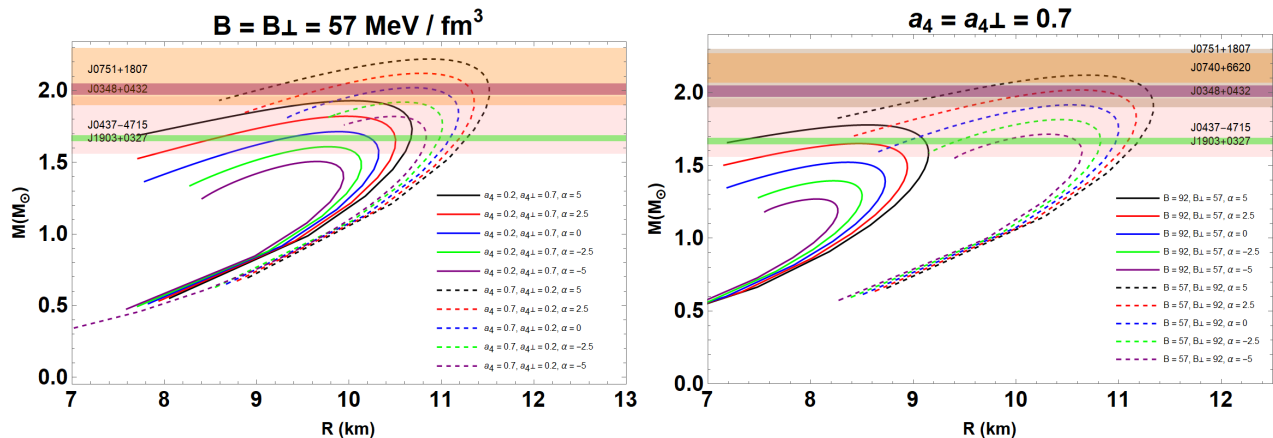 B = B⊥ = 57 MeV / fm³
M(M⊙)
2.0
1.5
1.0
0.5
0.0
J0751+1807
J0348+0432
J0437-4715
J1903+0327
a₄ = 0.2, a₄⊥ = 0.7, α = 5
a₄ = 0.2, a₄⊥ = 0.7, α = 2.5
a₄ = 0.2, a₄⊥ = 0.7, α = 0
a₄ = 0.2, a₄⊥ = 0.7, α = -2.5
a₄ = 0.2, a₄⊥ = 0.7, α = -5
a₄ = 0.7, a₄⊥ = 0.2, α = 5
a₄ = 0.7, a₄⊥ = 0.2, α = 2.5
a₄ = 0.7, a₄⊥ = 0.2, α = 0
a₄ = 0.7, a₄⊥ = 0.2, α = -2.5
a₄ = 0.7, a₄⊥ = 0.2, α = -5
7 8 9 10 11 12 13
R (km)
a₄ = a₄⊥ = 0.7
M(M⊙)
2.0
1.5
1.0
0.5
0.0
J0751+1807
J0740+6620
J0348+0432
J0437-4715
J1903+0327
B = 92, B⊥ = 57, α = 5
B = 92, B⊥ = 57, α = 2.5
B = 92, B⊥ = 57, α = 0
B = 92, B⊥ = 57, α = -2.5
B = 92, B⊥ = 57, α = -5
B = 57, B⊥ = 92, α = 5
B = 57, B⊥ = 92, α = 2.5
B = 57, B⊥ = 92, α = 0
B = 57, B⊥ = 92, α = -2.5
B = 57, B⊥ = 92, α = -5
7 8 9 10 11 12
R (km)